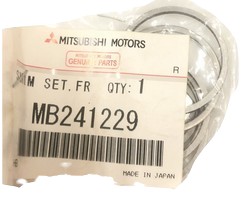 MITSUBISHI MOTORS
GENUINE PARTS
R
M SET, FR QTY: 1
MB241229
MADE IN JAPAN